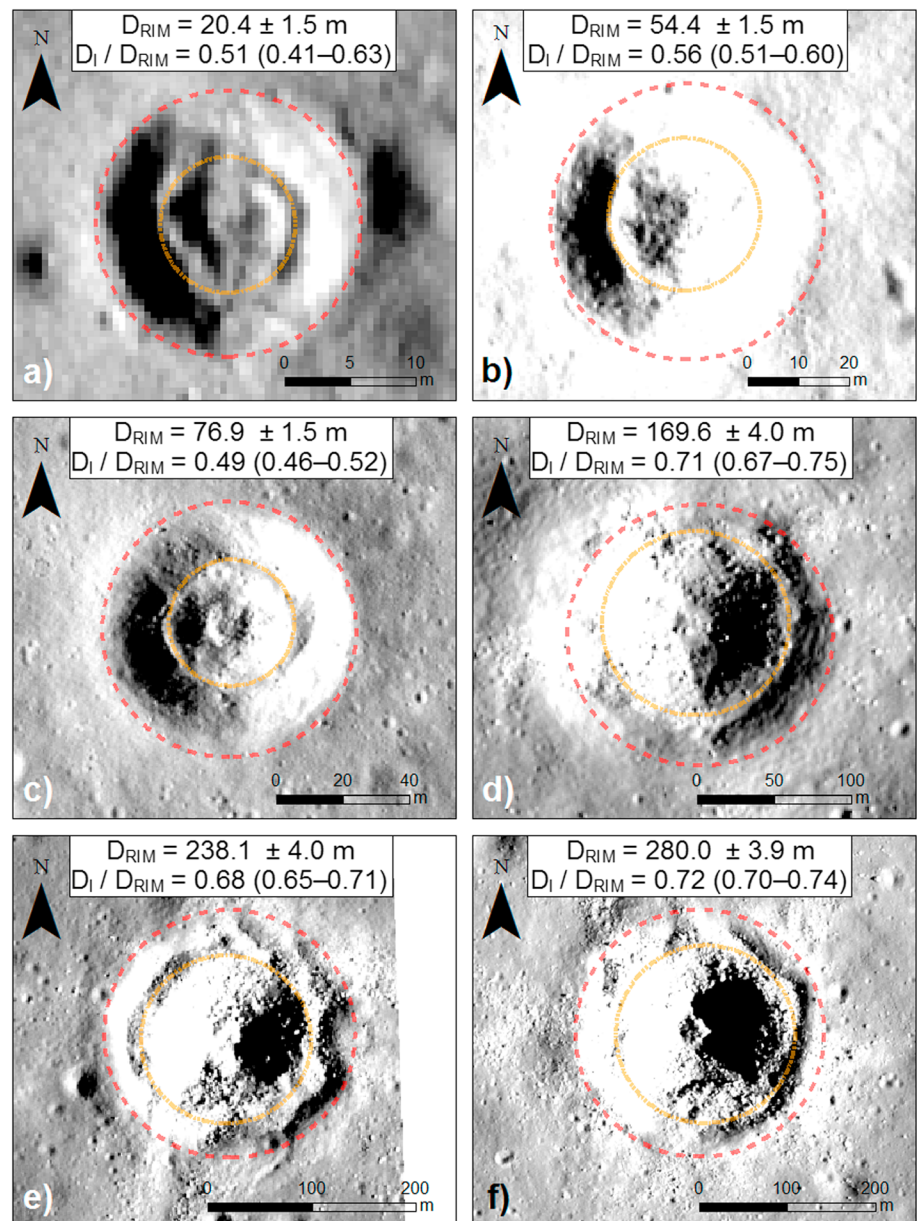 D_RIM = 20.4 ± 1.5 m
D_I / D_RIM = 0.51 (0.41–0.63)
N
a)
0 5 10
m
D_RIM = 54.4 ± 1.5 m
D_I / D_RIM = 0.56 (0.51–0.60)
N
b)
0 10 20
m
D_RIM = 76.9 ± 1.5 m
D_I / D_RIM = 0.49 (0.46–0.52)
N
c)
0 20 40
m
D_RIM = 169.6 ± 4.0 m
D_I / D_RIM = 0.71 (0.67–0.75)
N
d)
0 50 100
m
D_RIM = 238.1 ± 4.0 m
D_I / D_RIM = 0.68 (0.65–0.71)
N
e)
0 100 200
m
D_RIM = 280.0 ± 3.9 m
D_I / D_RIM = 0.72 (0.70–0.74)
N
f)
0 100 200
m